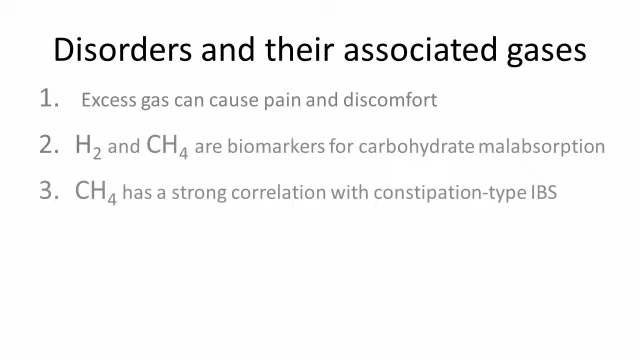 Disorders and their associated gases
1. Excess gas can cause pain and discomfort
2. H₂ and CH₄ are biomarkers for carbohydrate malabsorption
3. CH₄ has a strong correlation with constipation-type IBS